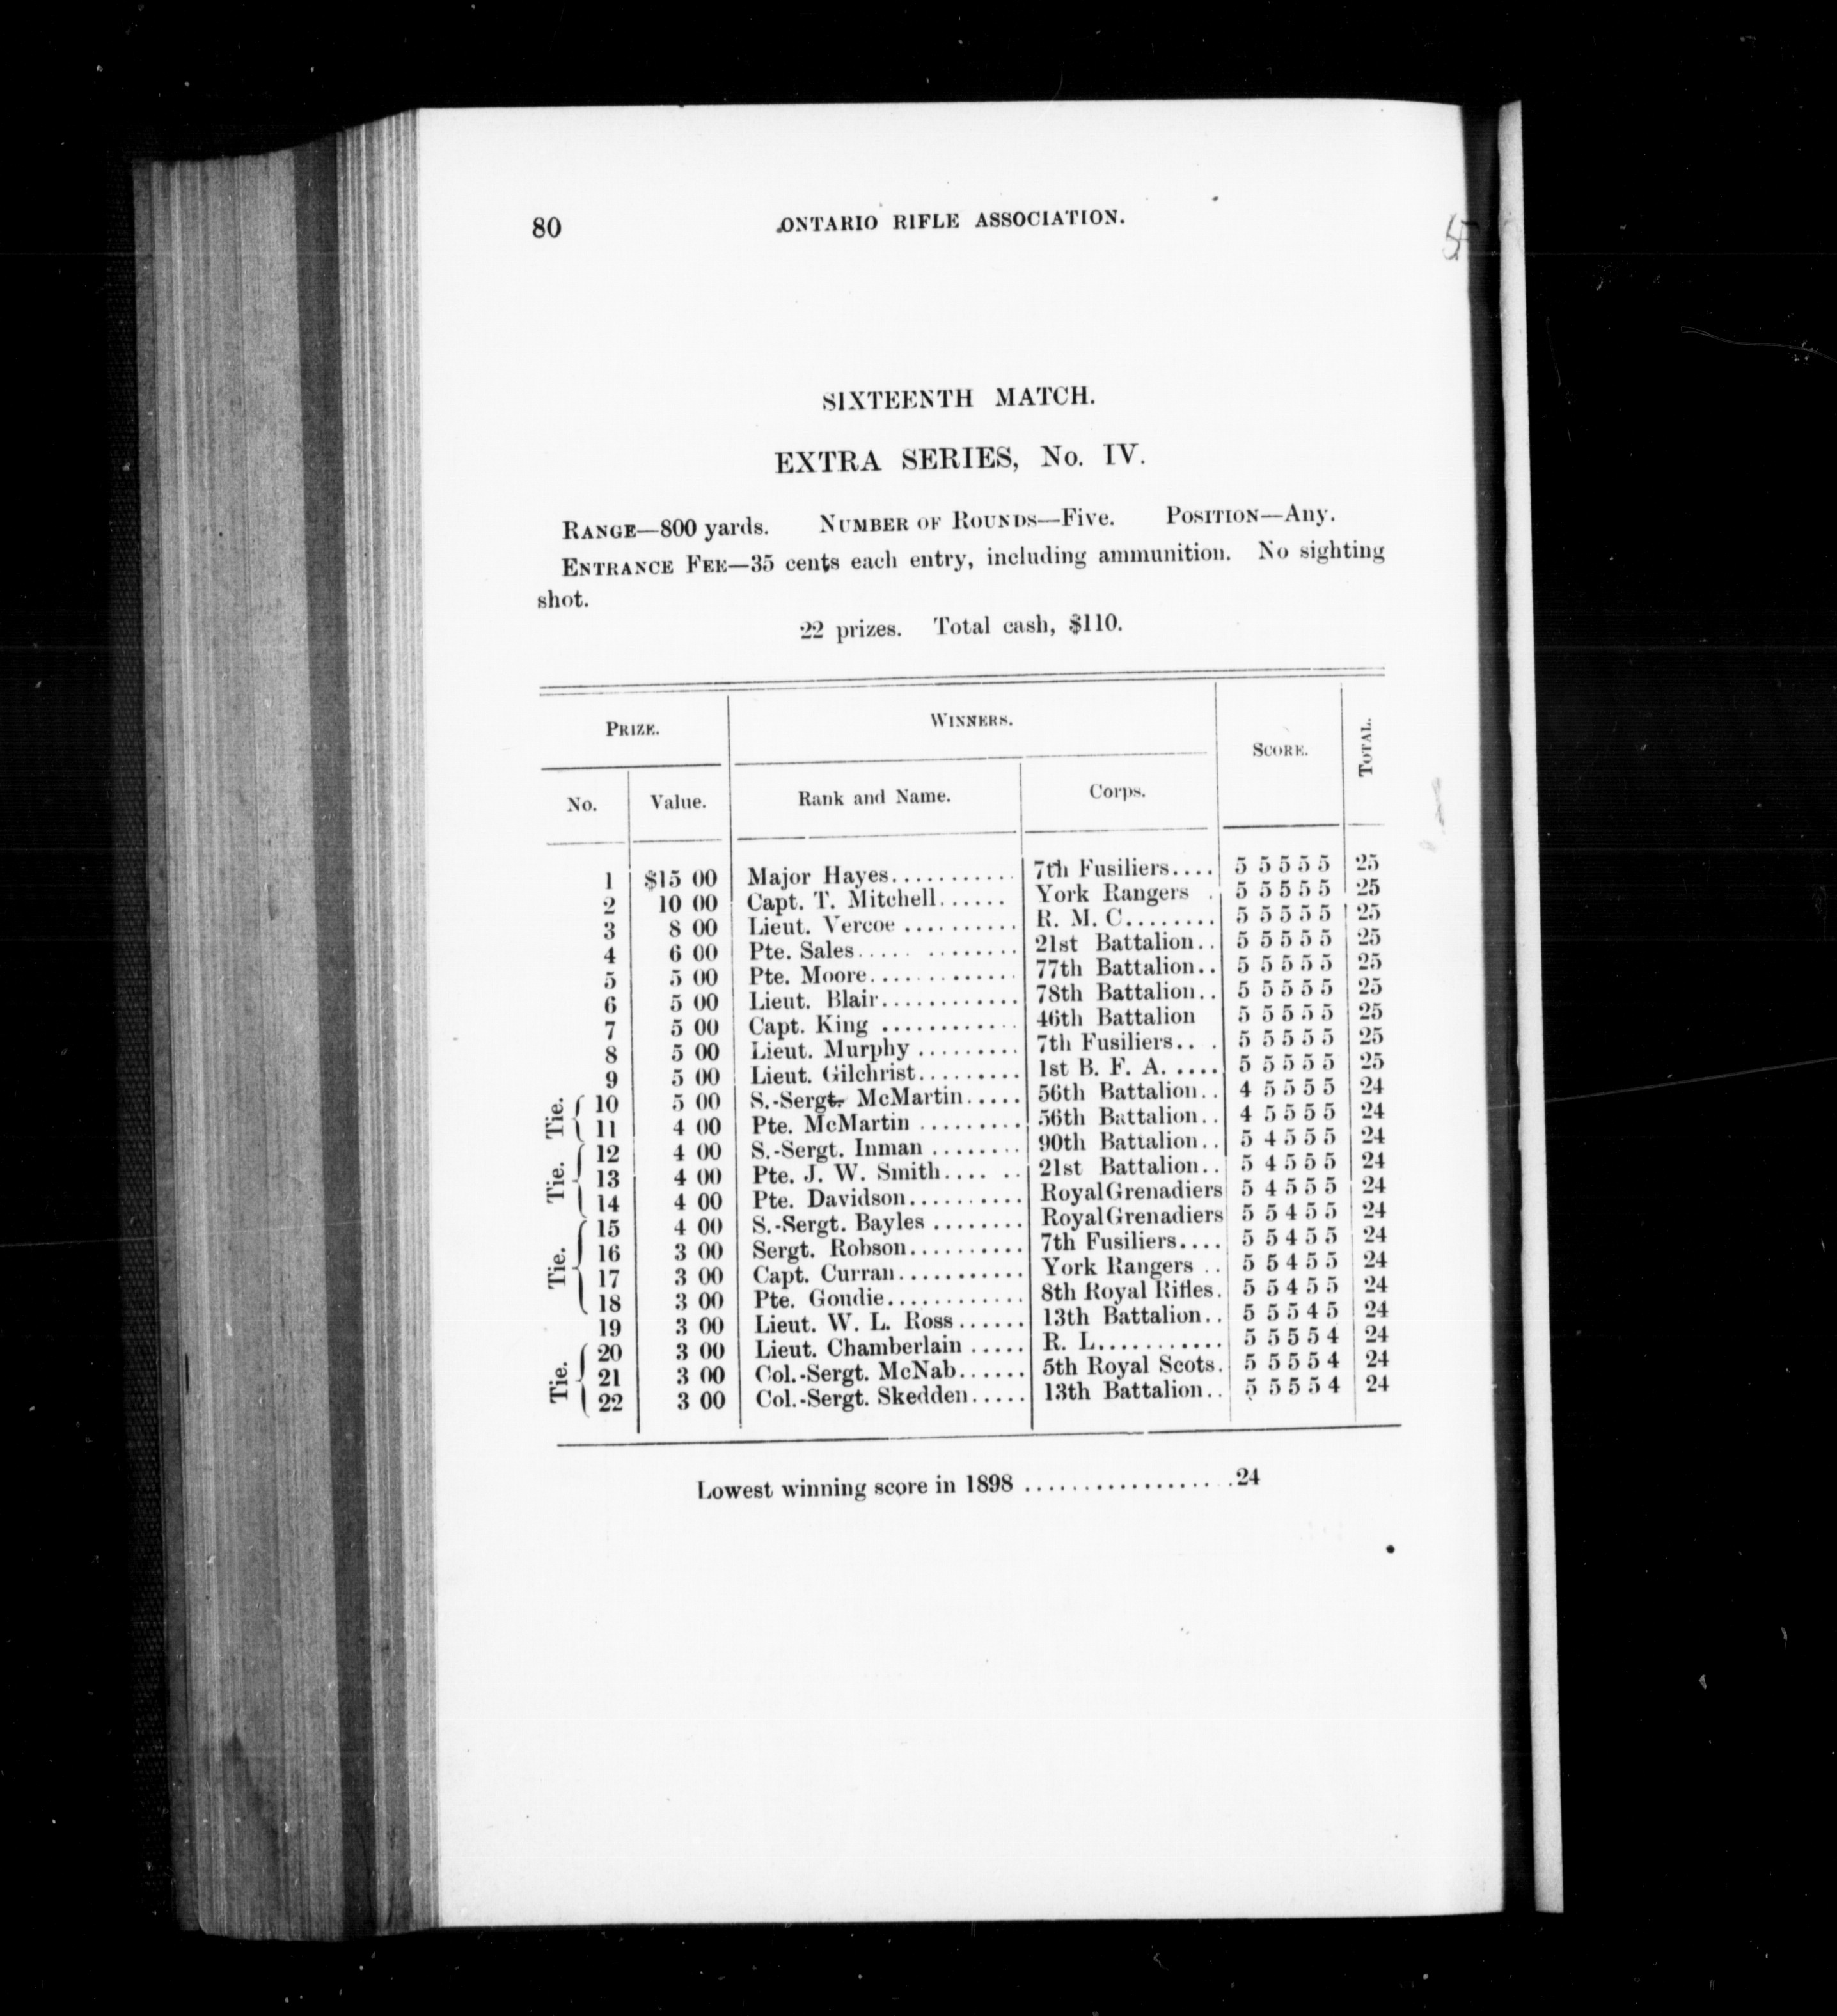 80 ONTARIO RIFLE ASSOCIATION.
SIXTEENTH MATCH.
EXTRA SERIES, No. IV.
RANGE—800 yards. NUMBER OF ROUNDS—Five. POSITION—Any.
ENTRANCE FEE—35 cents each entry, including ammunition. No sighting
shot.
22 prizes. Total cash, $110.
PRIZE. WINNERS. SCORE. TOTAL.
No. Value. Rank and Name. Corps.
1 $15 00 Major Hayes........... 7th Fusiliers.... 5 5 5 5 5 25
2 10 00 Capt. T. Mitchell...... York Rangers . 5 5 5 5 5 25
3 8 00 Lieut. Vercoe .......... R. M. C........ 5 5 5 5 5 25
4 6 00 Pte. Sales..... ......... 21st Battalion.. 5 5 5 5 5 25
5 5 00 Pte. Moore............. 77th Battalion.. 5 5 5 5 5 25
6 5 00 Lieut. Blair............ 78th Battalion.. 5 5 5 5 5 25
7 5 00 Capt. King ............ 46th Battalion 5 5 5 5 5 25
8 5 00 Lieut. Murphy ......... 7th Fusiliers.. . 5 5 5 5 5 25
9 5 00 Lieut. Gilchrist......... 1st B. F. A. .... 5 5 5 5 5 25
Tie. 10 5 00 S.-Sergt. McMartin..... 56th Battalion.. 4 5 5 5 5 24
11 4 00 Pte. McMartin ......... 56th Battalion.. 4 5 5 5 5 24
Tie. 12 4 00 S.-Sergt. Inman ........ 90th Battalion.. 5 4 5 5 5 24
13 4 00 Pte. J. W. Smith.... .. 21st Battalion.. 5 4 5 5 5 24
14 4 00 Pte. Davidson.......... Royal Grenadiers 5 4 5 5 5 24
Tie. 15 4 00 S.-Sergt. Bayles ........ Royal Grenadiers 5 5 4 5 5 24
16 3 00 Sergt. Robson.......... 7th Fusiliers.... 5 5 4 5 5 24
17 3 00 Capt. Curran........... York Rangers .. 5 5 4 5 5 24
18 3 00 Pte. Goudie............ 8th Royal Rifles. 5 5 4 5 5 24
19 3 00 Lieut. W. L. Ross...... 13th Battalion.. 5 5 5 4 5 24
Tie. 20 3 00 Lieut. Chamberlain ..... R. L........... 5 5 5 5 4 24
21 3 00 Col.-Sergt. McNab...... 5th Royal Scots. 5 5 5 5 4 24
22 3 00 Col.-Sergt. Skedden..... 13th Battalion.. 5 5 5 5 4 24
Lowest winning score in 1898 ...................24